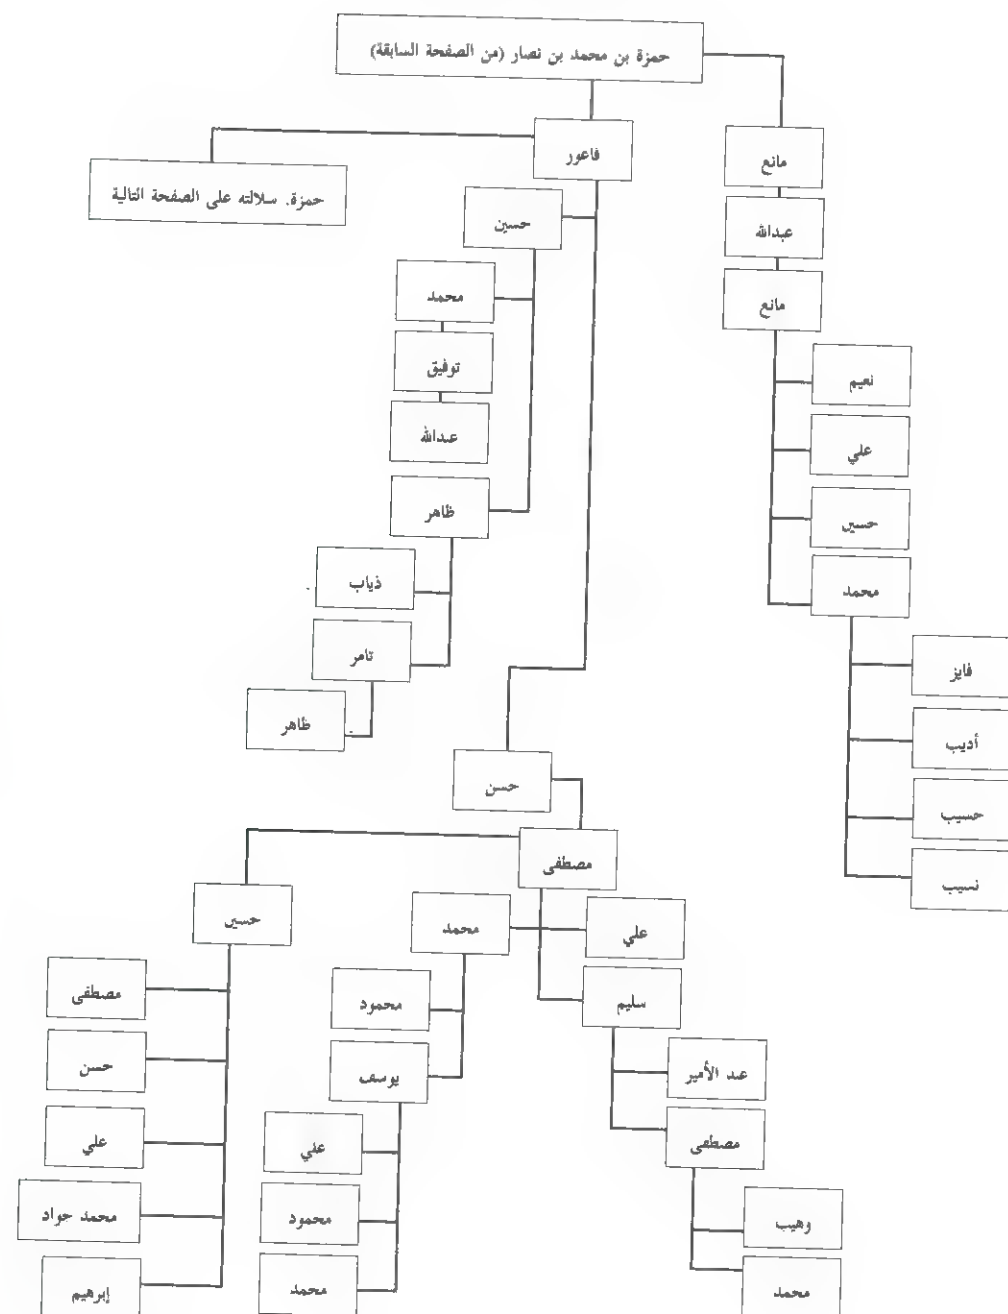 حمزة بن محمد بن نصار (من الصفحة السابقة)
مانع
عبدالله
مانع
نعيم
علي
حسين
محمد
فايز
أديب
حسيب
نسيب
فاعور
حمزة. سلالته على الصفحة التالية
حسين
محمد
توفيق
عبدالله
ظاهر
ذياب
تامر
ظاهر
حسن
مصطفى
علي
سليم
عبد الأمير
مصطفى
وهيب
محمد
محمد
محمود
يوسف
علي
محمود
محمد
حسين
مصطفى
حسن
علي
محمد جواد
إبرهيم